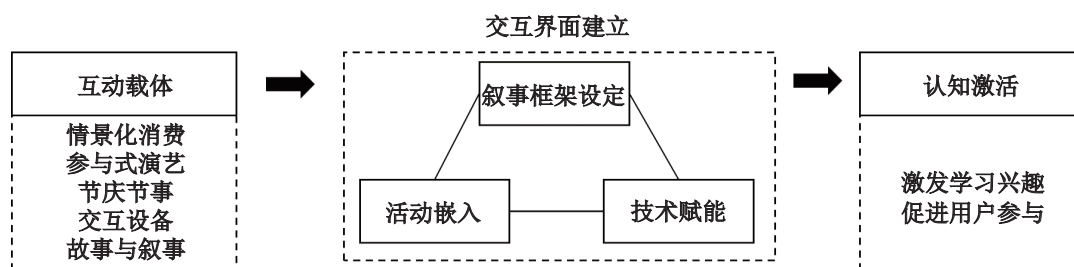 交互界面建立
互动载体
情景化消费
参与式演艺
节庆节事
交互设备
故事与叙事
叙事框架设定
活动嵌入
技术赋能
认知激活
激发学习兴趣
促进用户参与